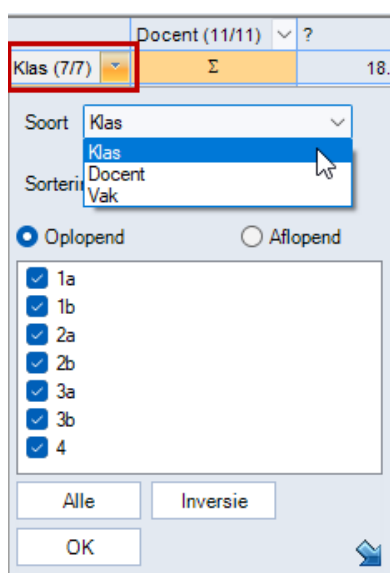 Docent (11/11) ?
Klas (7/7) Σ 18.
Soort Klas
Klas
Docent
Vak
Oplopend Aflopend
1a
1b
2a
2b
3a
3b
4
Alle Inversie
OK